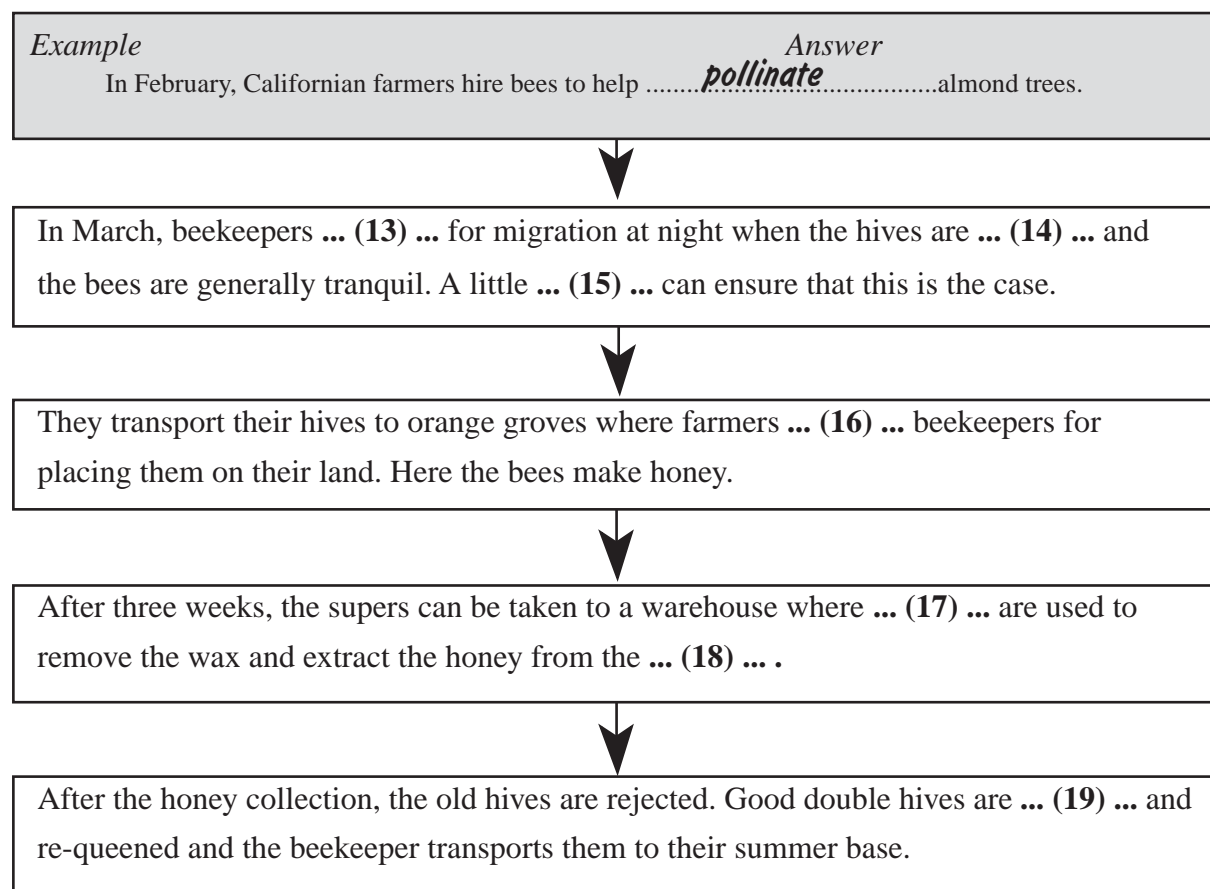 Example Answer
In February, Californian farmers hire bees to help ........pollinate....................................almond trees.
In March, beekeepers ... (13) ... for migration at night when the hives are ... (14) ... and
the bees are generally tranquil. A little ... (15) ... can ensure that this is the case.
They transport their hives to orange groves where farmers ... (16) ... beekeepers for
placing them on their land. Here the bees make honey.
After three weeks, the supers can be taken to a warehouse where ... (17) ... are used to
remove the wax and extract the honey from the ... (18) ... .
After the honey collection, the old hives are rejected. Good double hives are ... (19) ... and
re-queened and the beekeeper transports them to their summer base.